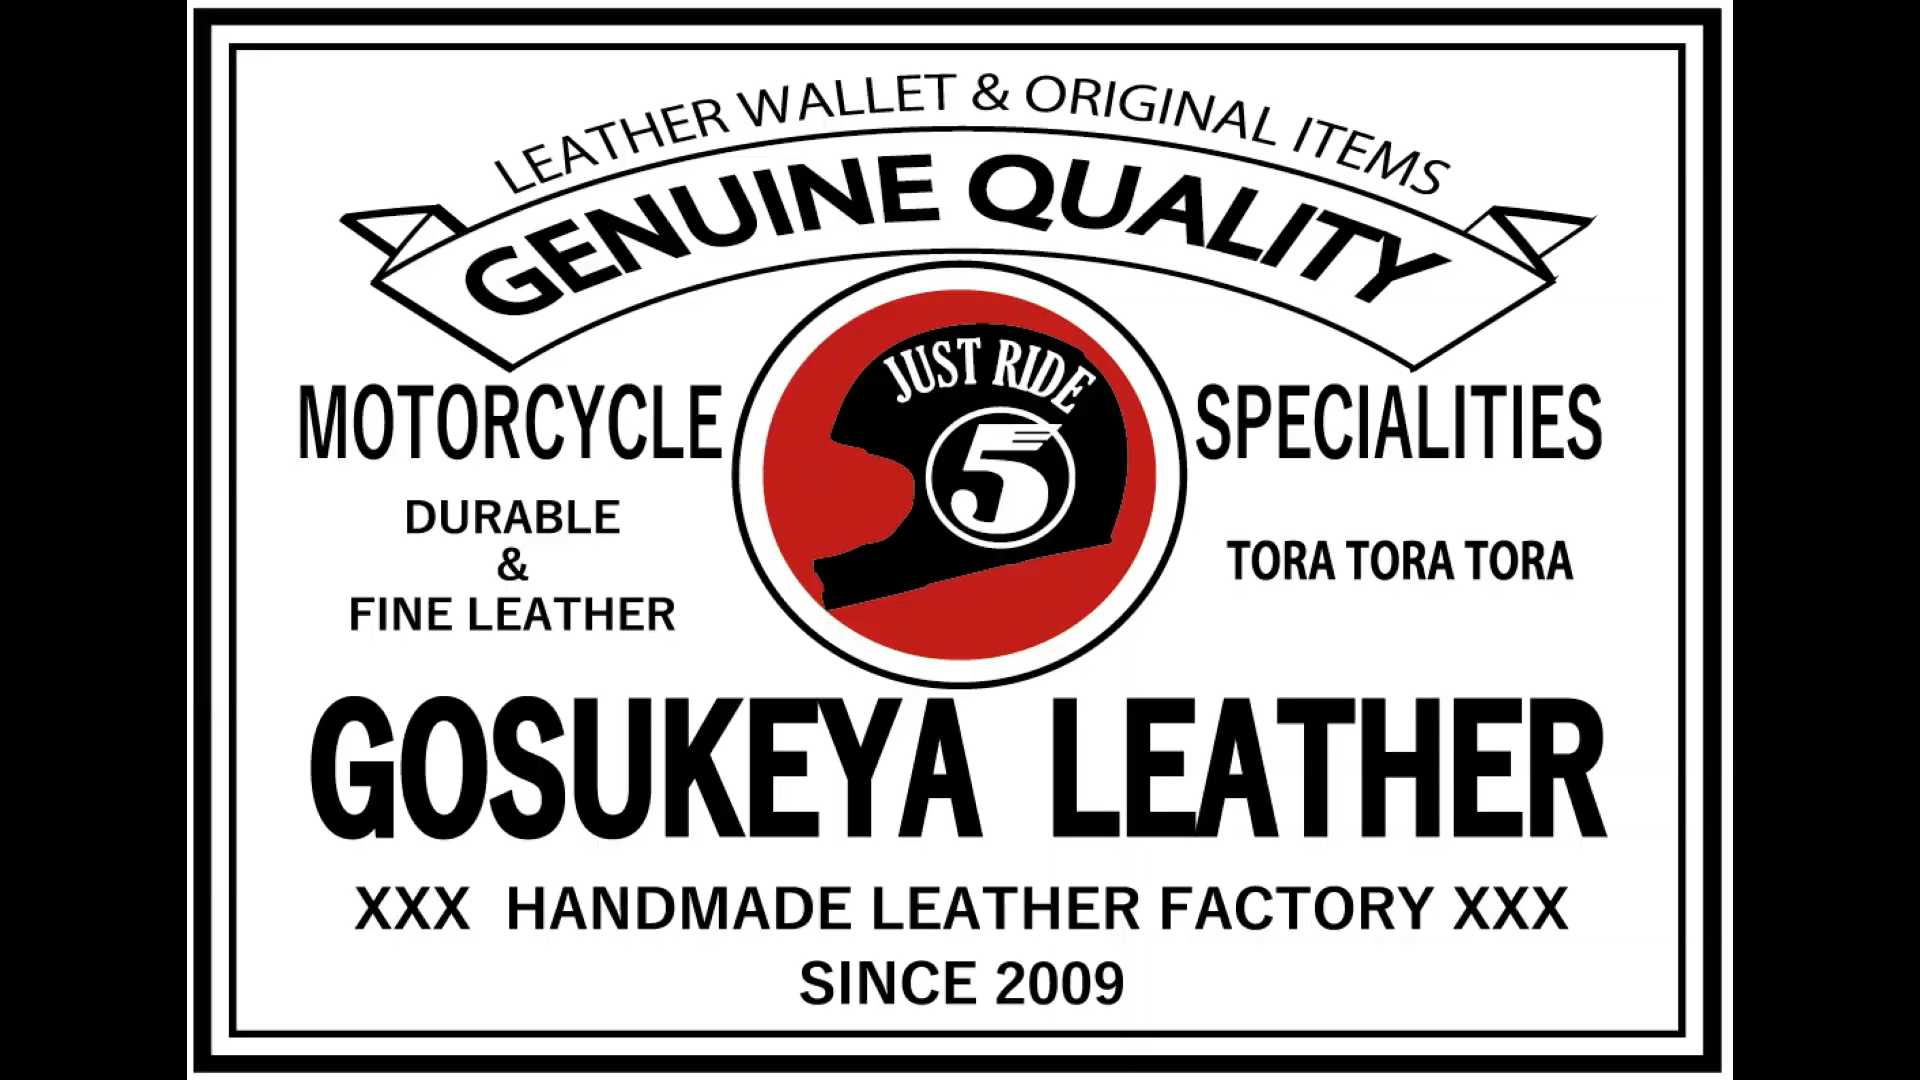 LEATHER WALLET & ORIGINAL ITEMS
GENUINE QUALITY
JUST RIDE
5
MOTORCYCLE
SPECIALITIES
DURABLE
&
FINE LEATHER
TORA TORA TORA
GOSUKEYA LEATHER
XXX HANDMADE LEATHER FACTORY XXX
SINCE 2009